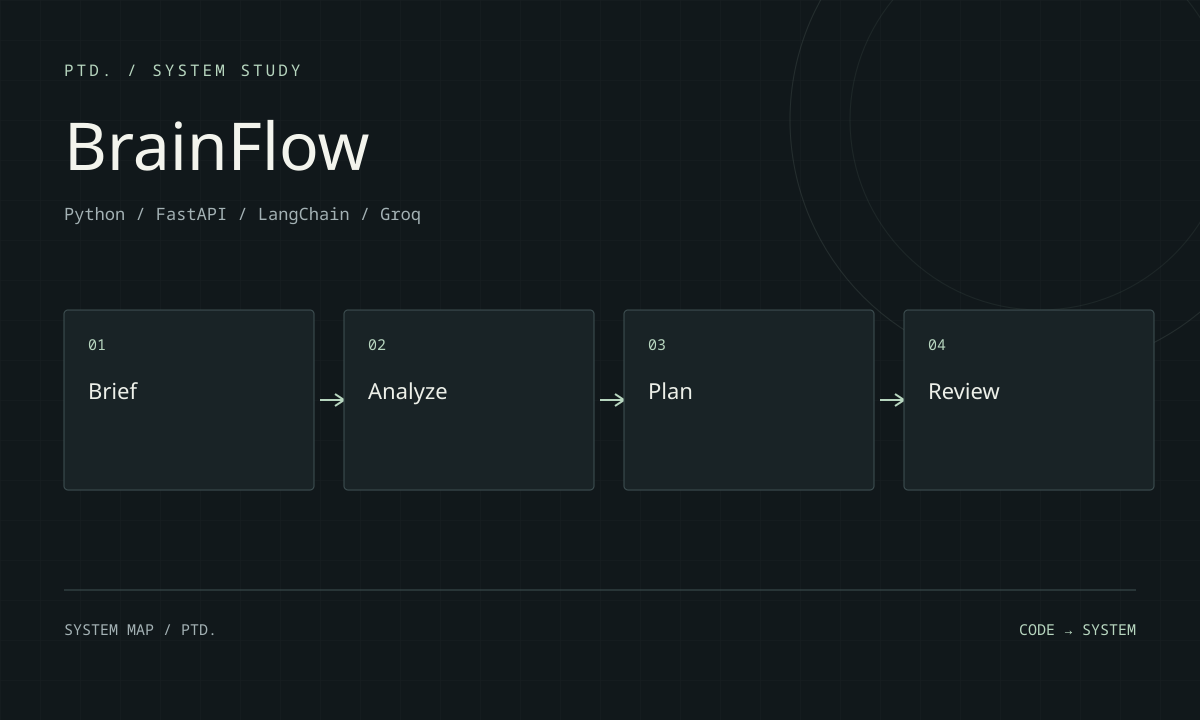 PTD. / SYSTEM STUDY
BrainFlow
Python / FastAPI / LangChain / Groq
01
Brief
02
Analyze
03
Plan
04
Review
SYSTEM MAP / PTD.
CODE → SYSTEM